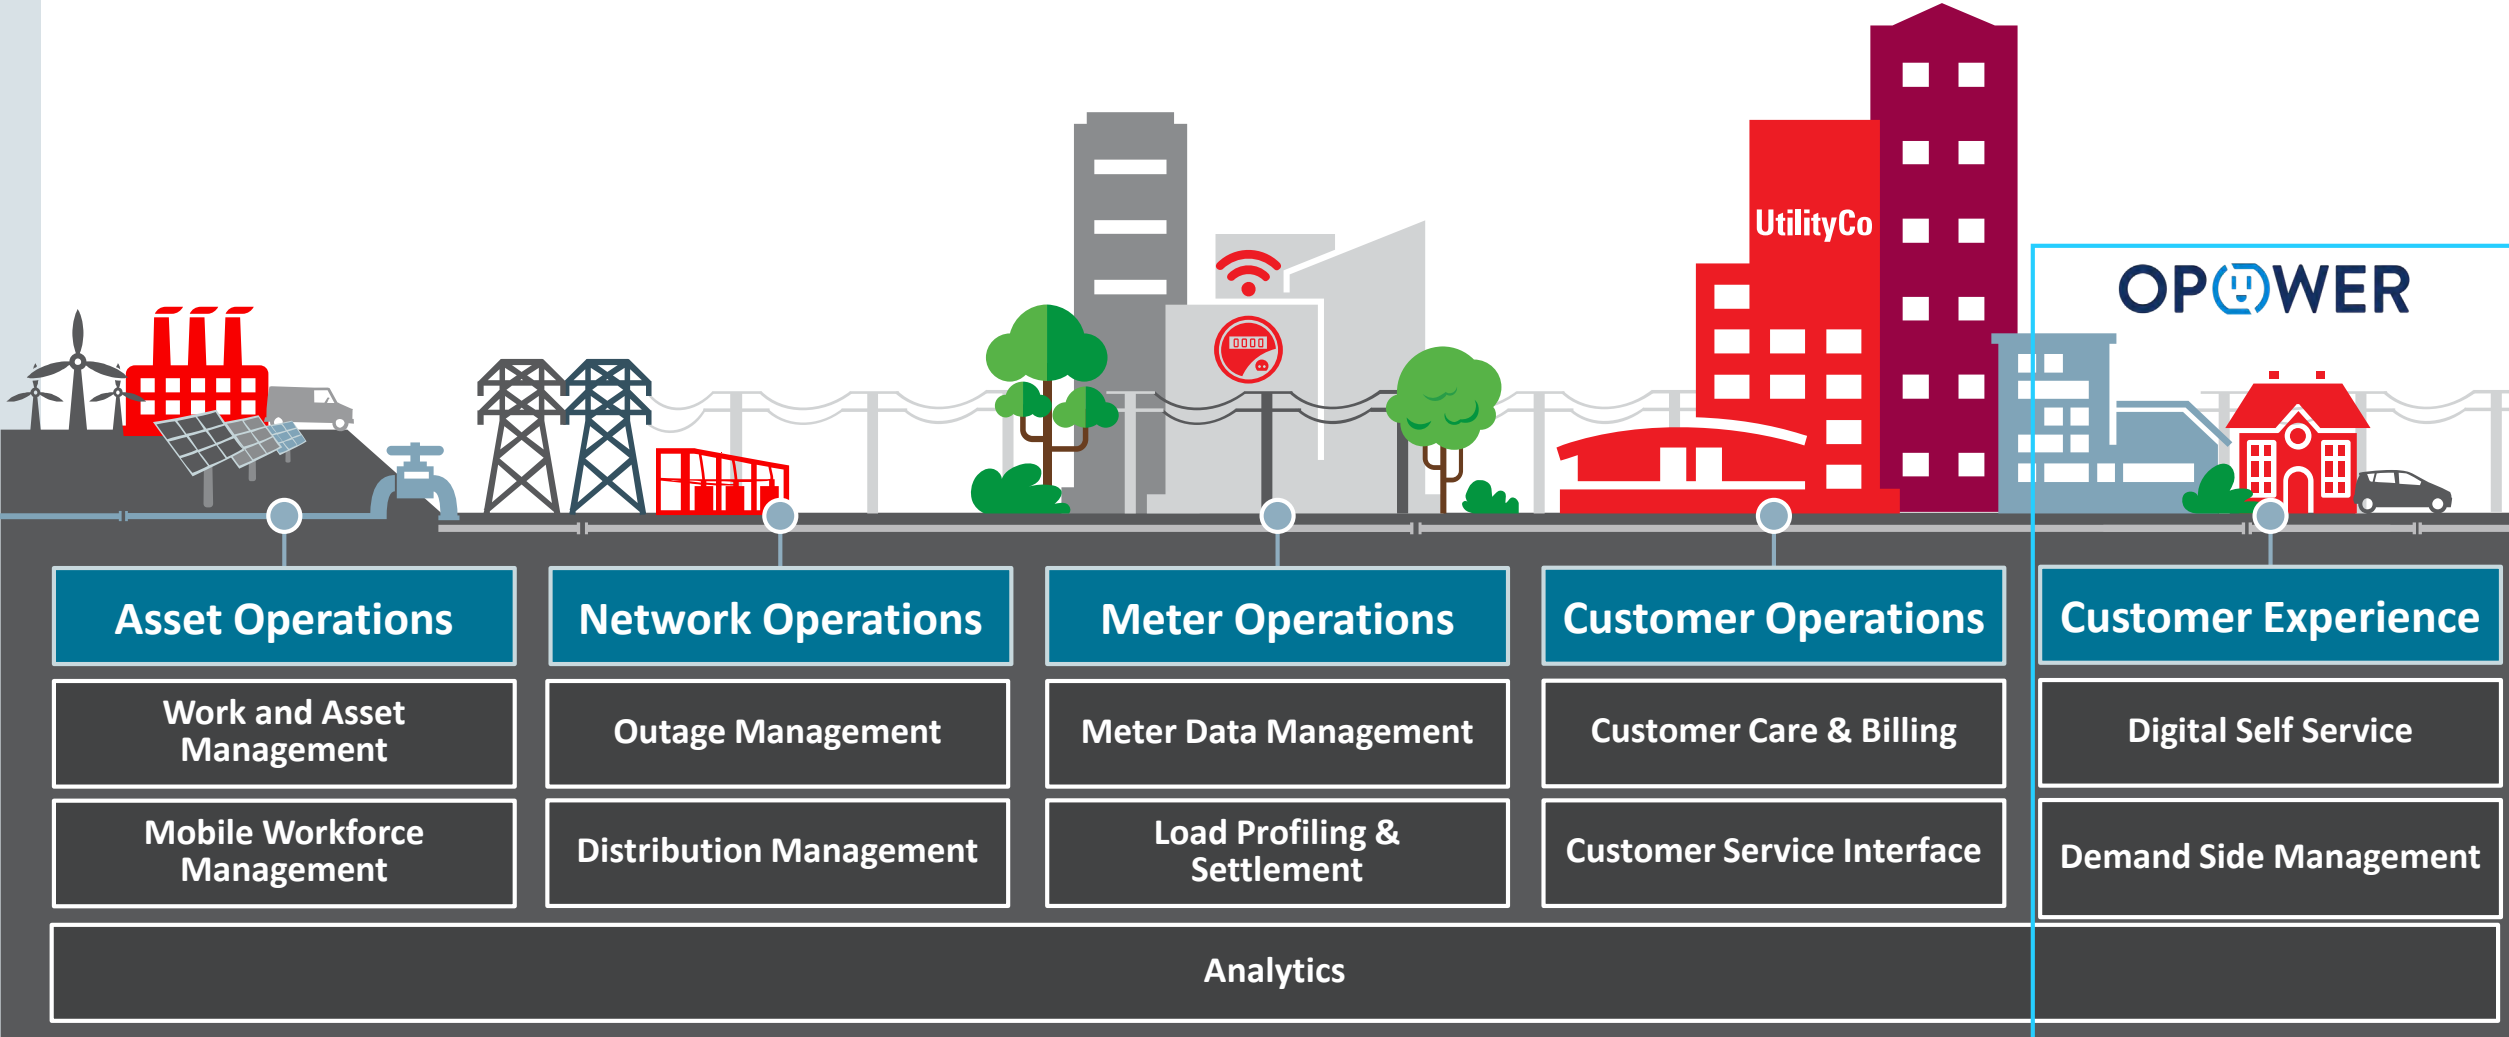 UtilityCo
OPOWER
0000
Asset Operations
Network Operations
Meter Operations
Customer Operations
Customer Experience
Work and Asset
Management
Outage Management
Meter Data Management
Customer Care & Billing
Digital Self Service
Mobile Workforce
Management
Distribution Management
Load Profiling &
Settlement
Customer Service Interface
Demand Side Management
Analytics